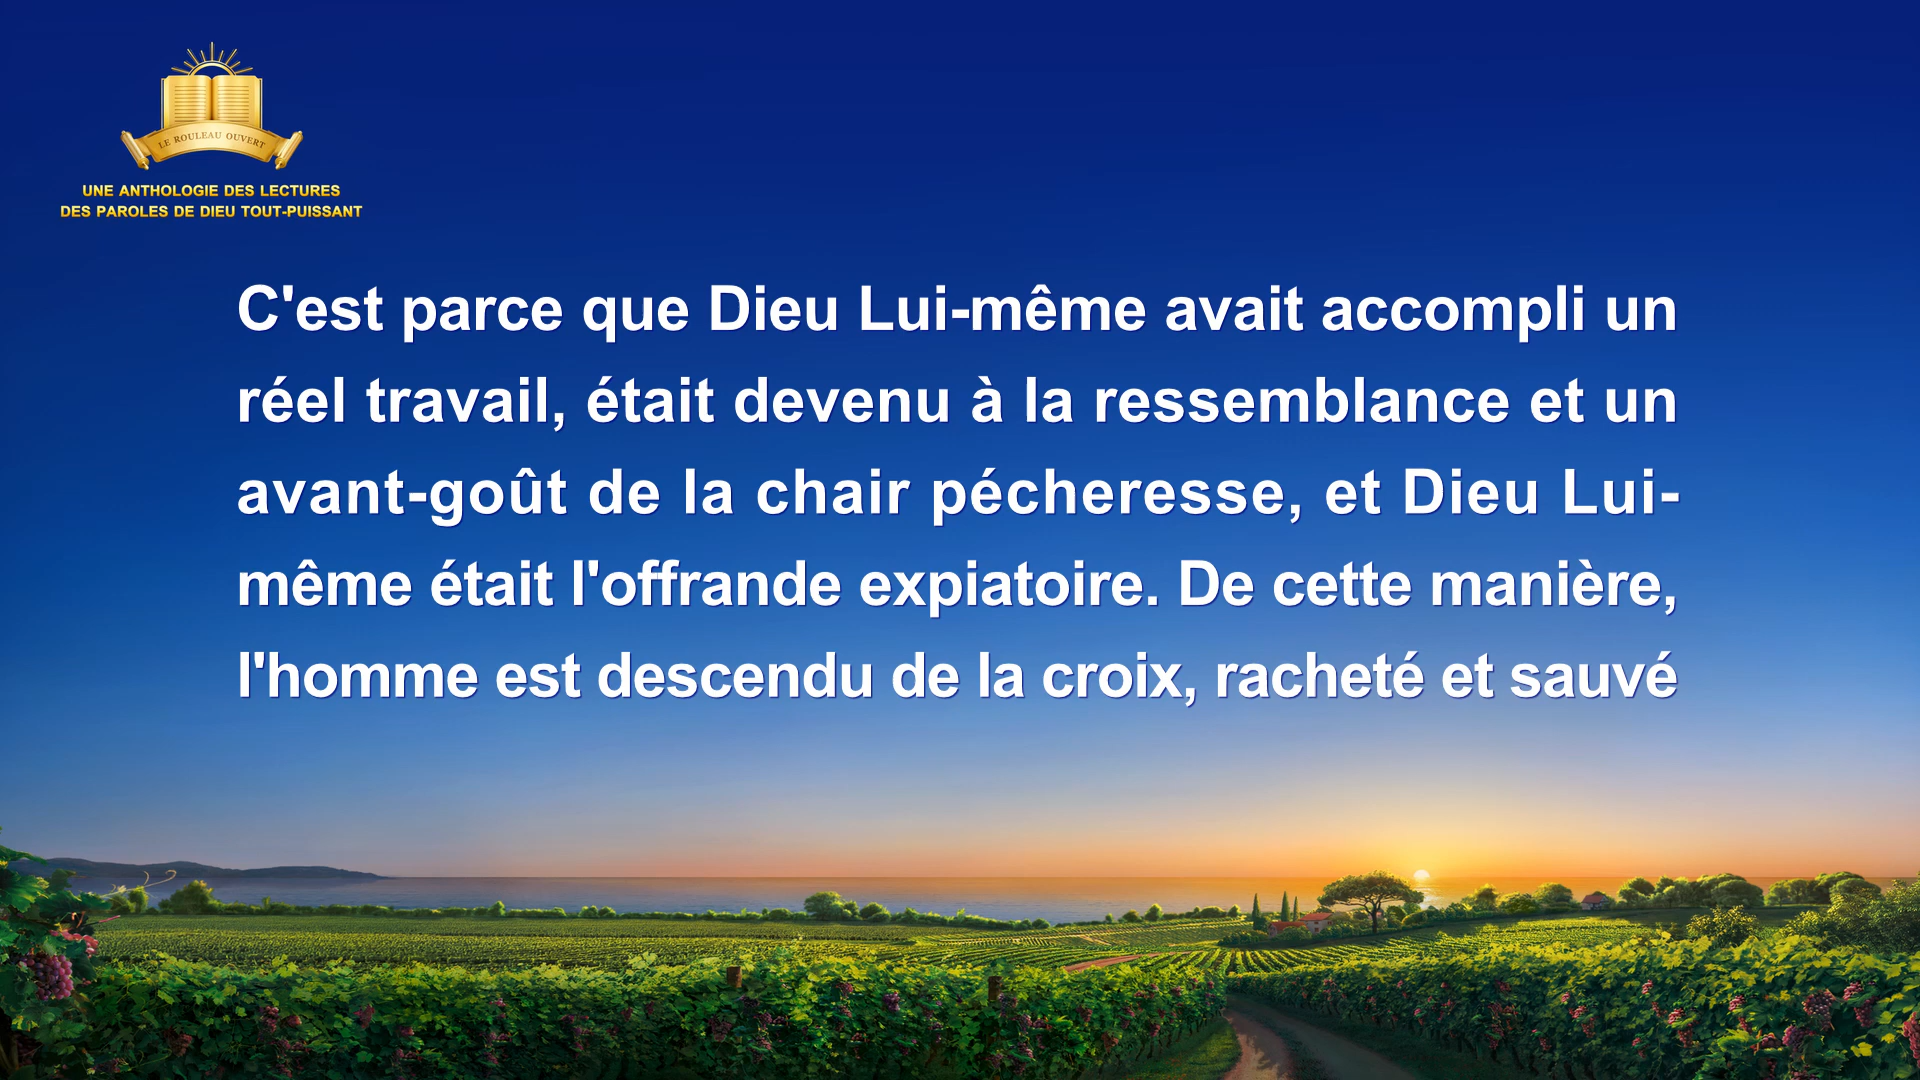 LE ROULEAU OUVERT
UNE ANTHOLOGIE DES LECTURES
DES PAROLES DE DIEU TOUT-PUISSANT
C'est parce que Dieu Lui-même avait accompli un
réel travail, était devenu à la ressemblance et un
avant-goût de la chair pécheresse, et Dieu Lui-
même était l'offrande expiatoire. De cette manière,
l'homme est descendu de la croix, racheté et sauvé